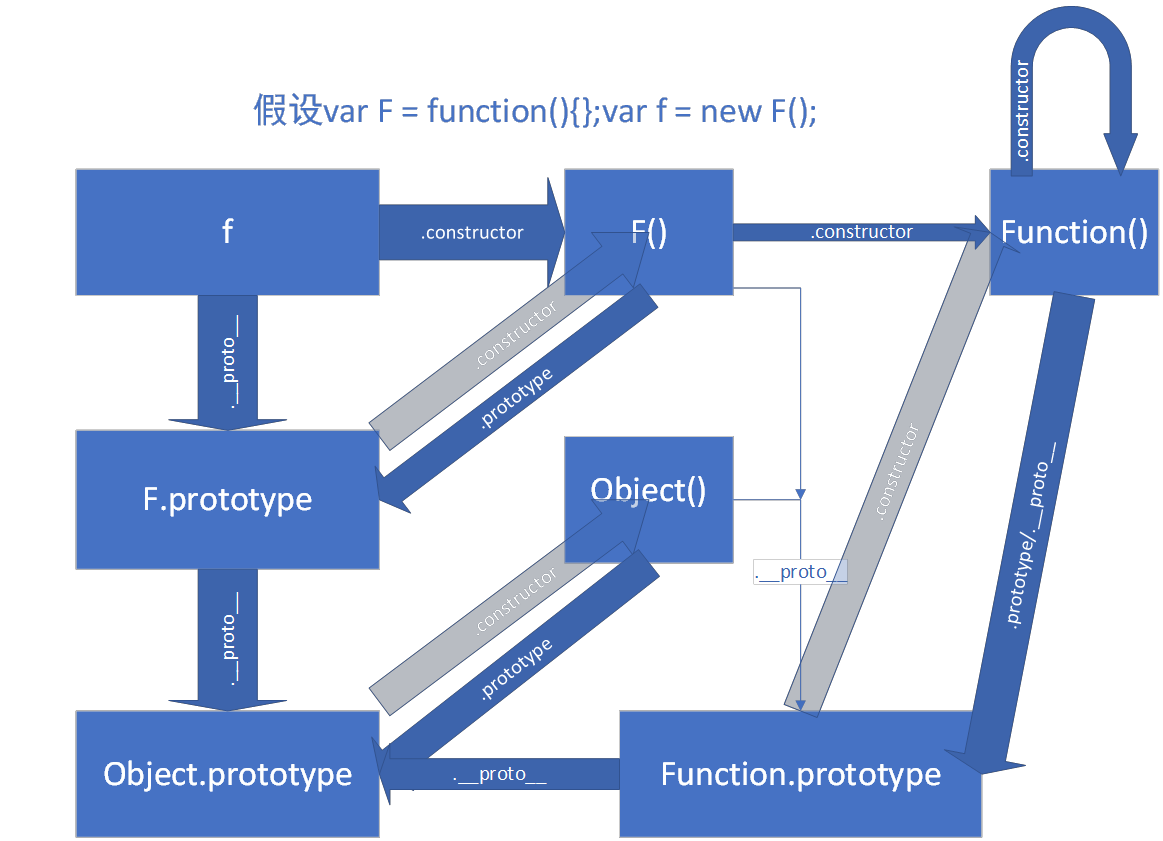 .constructor
假设var F = function(){};var f = new F();
f
.constructor
F()
.constructor
Function()
.__proto__
.constructor
.prototype
F.prototype
Object()
.constructor
.__proto__
.prototype/.__proto__
.__proto__
.constructor
.prototype
Object.prototype
.__proto__
Function.prototype